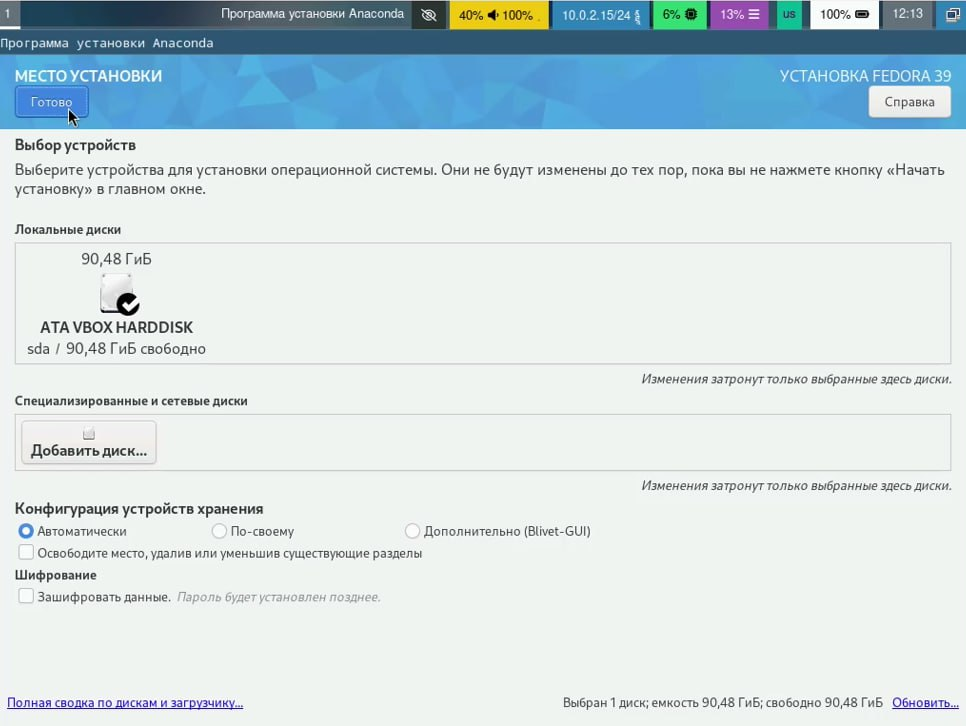 1 Программа установки Anaconda 40% 100% 10.0.2.15/24 6% 13% us 100% 12:13
Программа установки Anaconda
МЕСТО УСТАНОВКИ УСТАНОВКА FEDORA 39
Готово Справка
Выбор устройств
Выберите устройства для установки операционной системы. Они не будут изменены до тех пор, пока вы не нажмете кнопку «Начать
установку» в главном окне.
Локальные диски
90,48 ГиБ
ATA VBOX HARDDISK
sda / 90,48 ГиБ свободно
Изменения затронут только выбранные здесь диски.
Специализированные и сетевые диски
Добавить диск...
Изменения затронут только выбранные здесь диски.
Конфигурация устройств хранения
Автоматически По-своему Дополнительно (Blivet-GUI)
Освободите место, удалив или уменьшив существующие разделы
Шифрование
Зашифровать данные. Пароль будет установлен позднее.
Полная сводка по дискам и загрузчику... Выбран 1 диск; емкость 90,48 ГиБ; свободно 90,48 ГиБ Обновить...